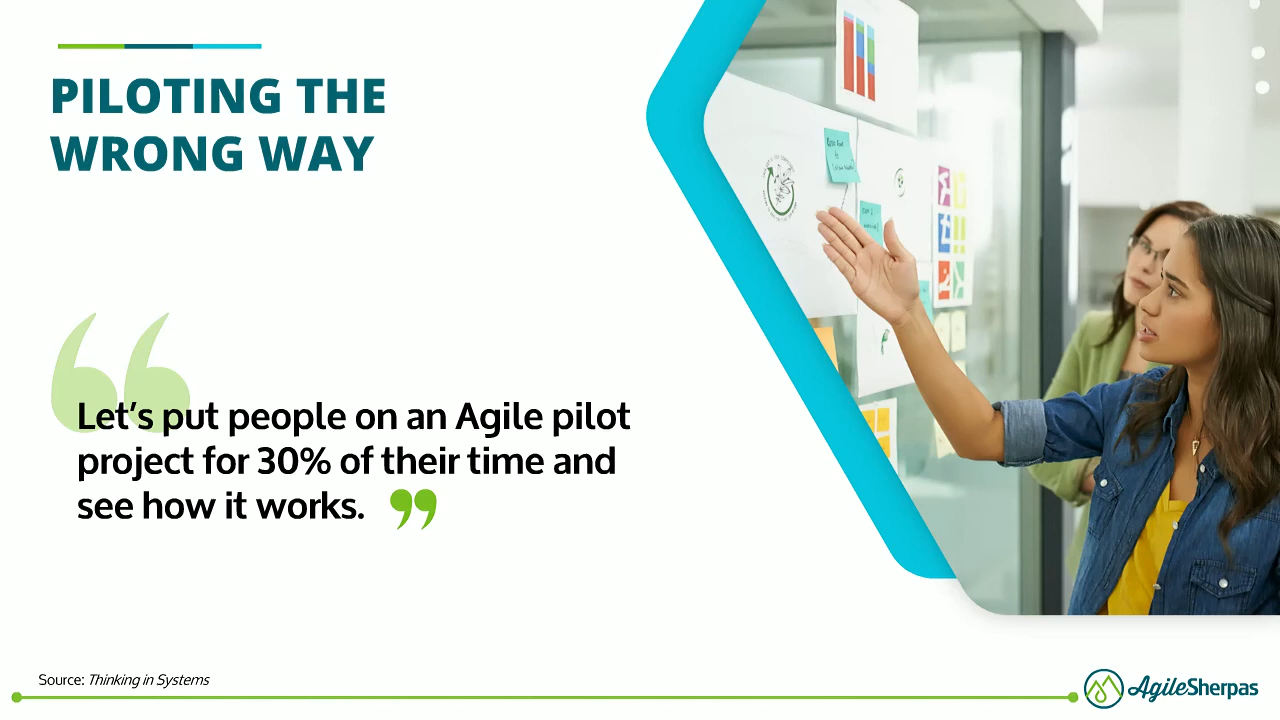 PILOTING THE
WRONG WAY
“Let’s put people on an Agile pilot
project for 30% of their time and
see how it works.”
Source: Thinking in Systems
AgileSherpas